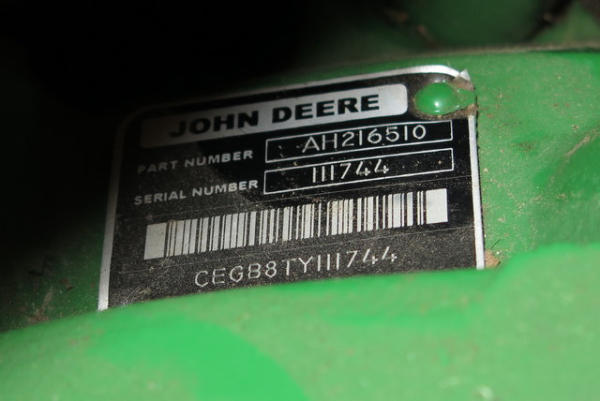 JOHN DEERE
PART NUMBER AH216510
SERIAL NUMBER 111744
CEGB8TY111744